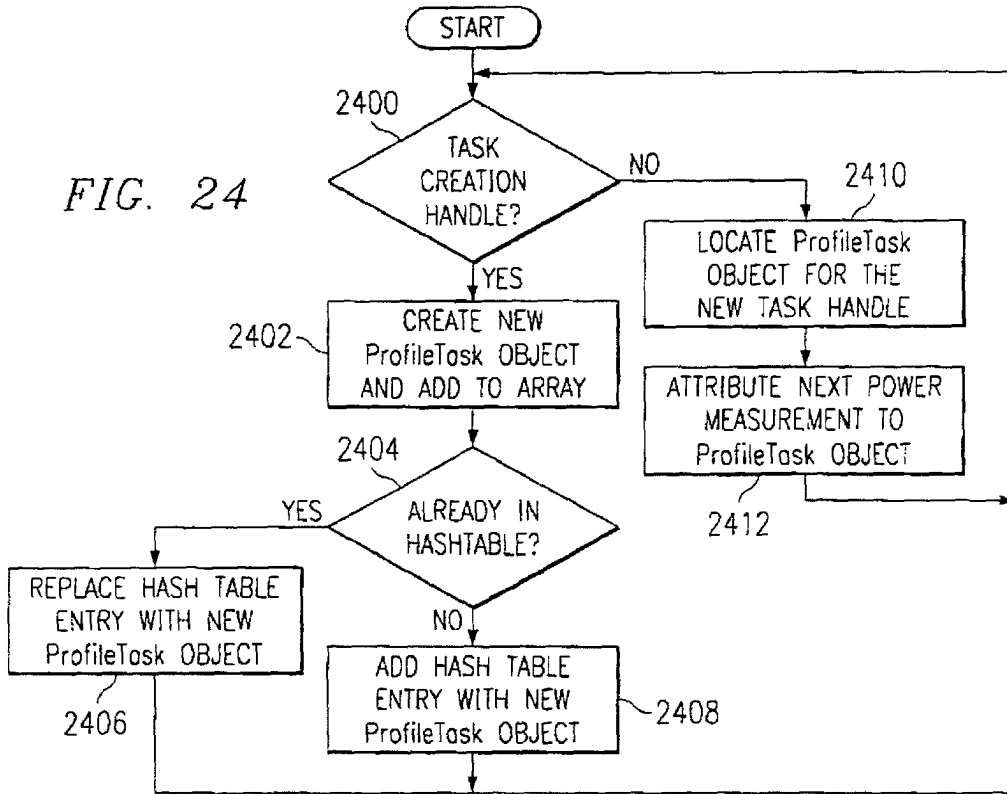 START
2400
TASK
CREATION
HANDLE?
NO
FIG. 24
2410
LOCATE ProfileTask
OBJECT FOR THE
NEW TASK HANDLE
YES
2402
CREATE NEW
ProfileTask OBJECT
AND ADD TO ARRAY
ATTRIBUTE NEXT POWER
MEASUREMENT TO
ProfileTask OBJECT
2412
2404
YES
ALREADY IN
HASHTABLE?
REPLACE HASH TABLE
ENTRY WITH NEW
ProfileTask OBJECT
2406
NO
ADD HASH TABLE
ENTRY WITH NEW
ProfileTask OBJECT
2408